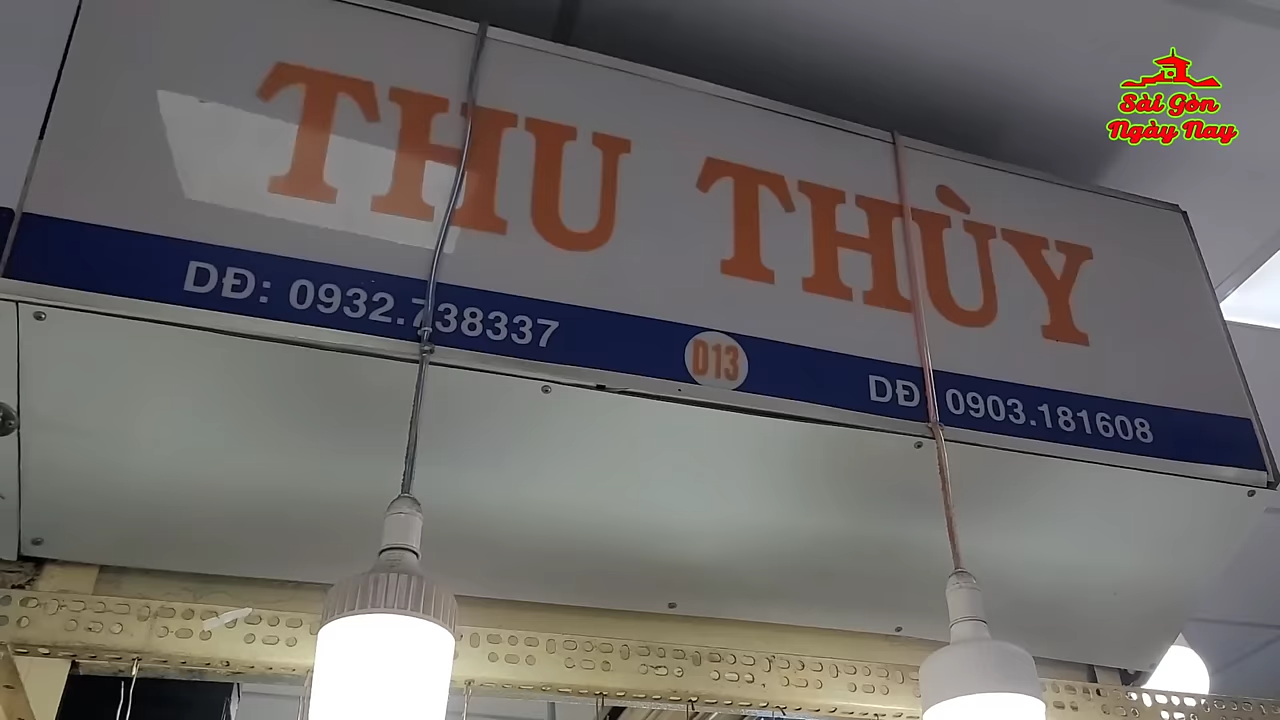 THU THÙY
DĐ: 0932.738337
D13
DĐ: 0903.181608
Sài Gòn
Ngày Nay